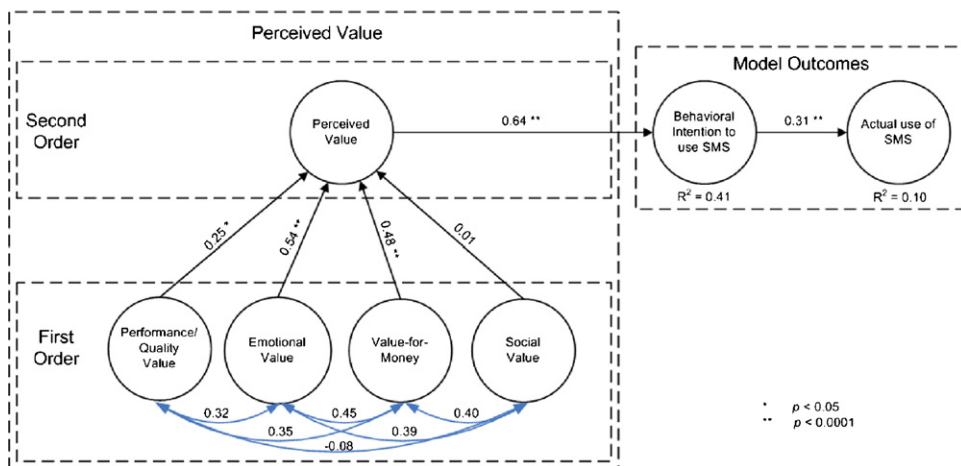 Perceived Value
Model Outcomes
Second
Order
Perceived
Value
0.64 **
Behavioral
Intention to
use SMS
0.31 **
Actual use of
SMS
R² = 0.41
R² = 0.10
0.25 *
0.54 **
0.48 **
0.01
First
Order
Performance/
Quality
Value
Emotional
Value
Value-for-
Money
Social
Value
0.32
0.45
0.40
0.35
0.39
-0.08
* p < 0.05
** p < 0.0001